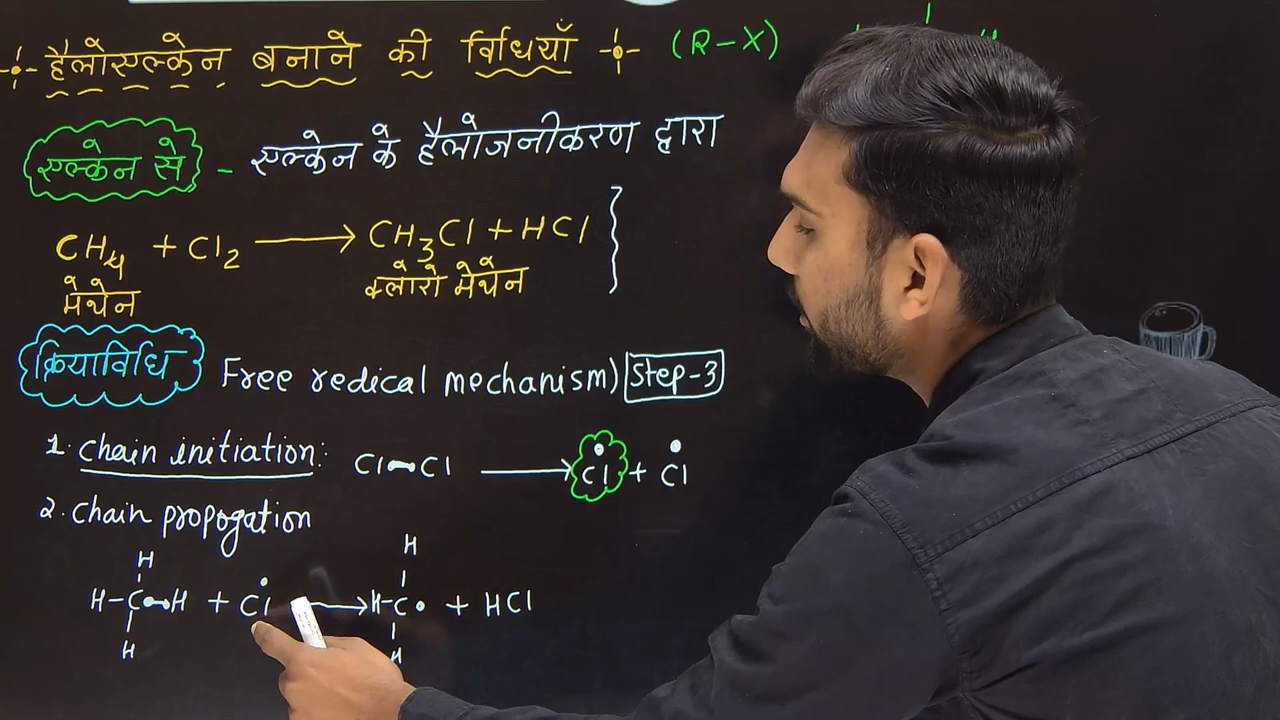 हैलोएल्केन बनाने की विधियाँ (R-X)
एल्केन से - एल्केन के हैलोजनीकरण द्वारा
CH4 + Cl2 ⟶ CH3Cl + HCl }
मेथेन क्लोरो मेथेन
क्रियाविधि Free redical mechanism) Step-3
1. Chain initiation: Cl-Cl ⟶ Cl• + Cl•
2. Chain propogation
H H
H-C-H + Cl• ⟶ H-C• + HCl
H H